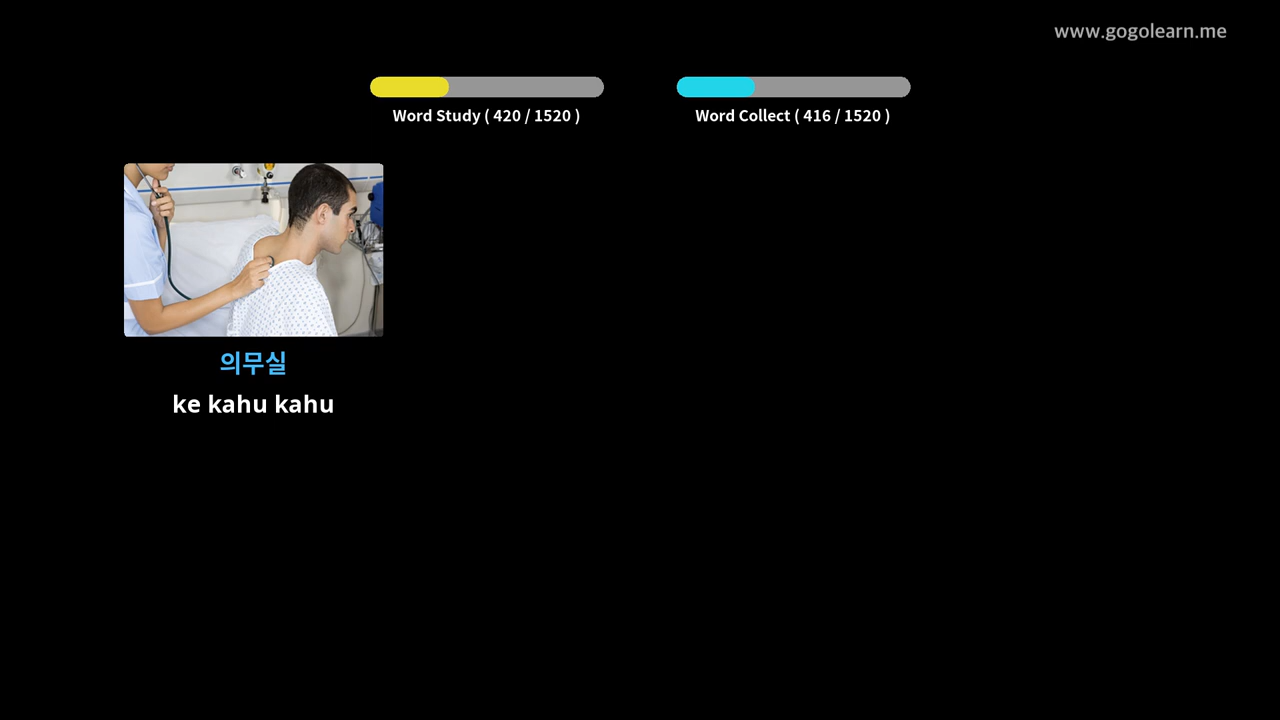 www.gogolearn.me
Word Study ( 420 / 1520 )
Word Collect ( 416 / 1520 )
의무실
ke kahu kahu